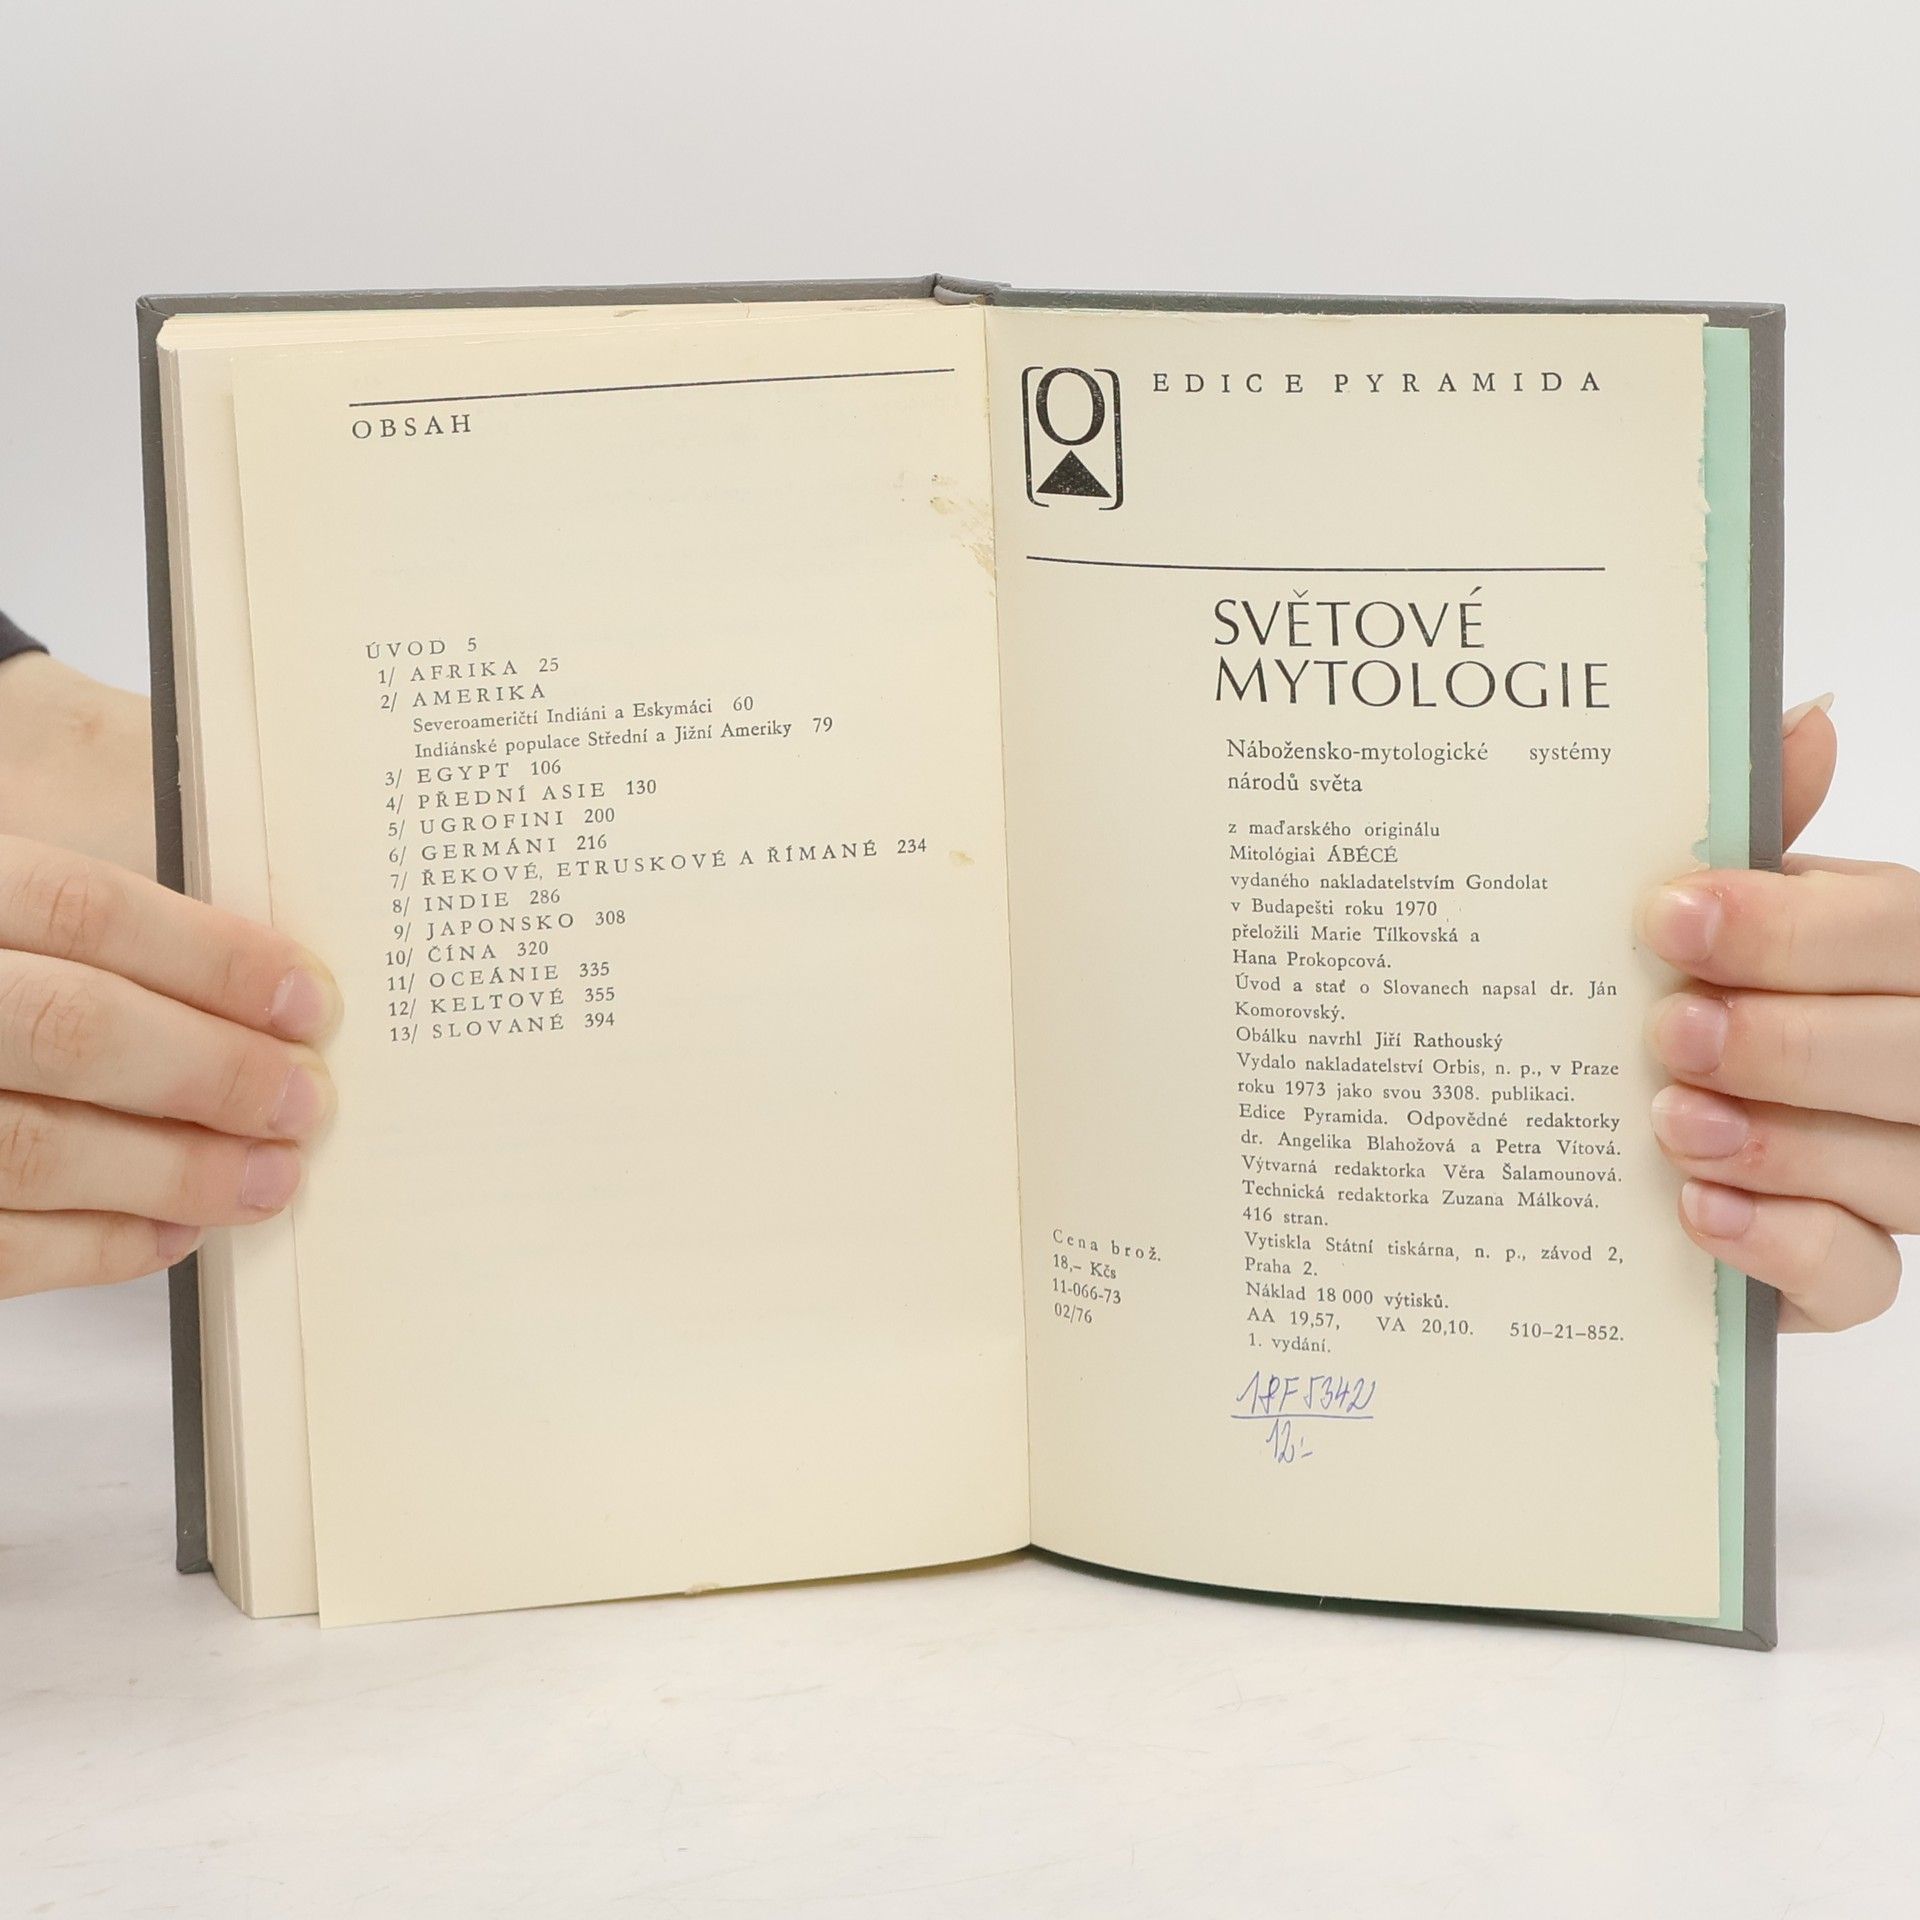 OBSAH
ÚVOD 5
1/ AFRIKA 25
2/ AMERIKA
Severoameričtí Indiáni a Eskymáci 60
Indiánské populace Střední a Jižní Ameriky 79
3/ EGYPT 106
4/ PŘEDNÍ ASIE 130
5/ UGROFINI 200
6/ GERMÁNI 216
7/ ŘEKOVÉ, ETRUSKOVÉ A ŘÍMANÉ 234
8/ INDIE 286
9/ JAPONSKO 308
10/ ČÍNA 320
11/ OCEÁNIE 335
12/ KELTOVÉ 355
13/ SLOVANÉ 394
O
EDICE PYRAMIDA
SVĚTOVÉ
MYTOLOGIE
Nábožensko-mytologické systémy
národů světa
z maďarského originálu
Mitológiai ÁBÉCÉ
vydaného nakladatelstvím Gondolat
v Budapešti roku 1970
přeložili Marie Tílkovská a
Hana Prokopcová.
Úvod a stať o Slovanech napsal dr. Ján
Komorovský.
Obálku navrhl Jiří Rathouský
Vydalo nakladatelství Orbis, n. p., v Praze
roku 1973 jako svou 3308. publikaci.
Edice Pyramida. Odpovědné redaktorky
dr. Angelika Blahožová a Petra Vítová.
Výtvarná redaktorka Věra Šalamounová.
Technická redaktorka Zuzana Málková.
416 stran.
Vytiskla Státní tiskárna, n. p., závod 2,
Praha 2.
Náklad 18 000 výtisků.
AA 19,57, VA 20,10. 510–21–852.
1. vydání.
Cena brož.
18,– Kčs
11-066-73
02/76
12.-